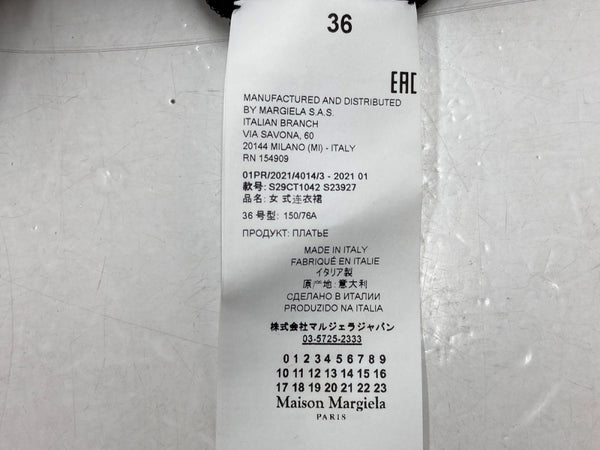 36
EAC
MANUFACTURED AND DISTRIBUTED
BY MARGIELA S.A.S.
ITALIAN BRANCH
VIA SAVONA, 60
20144 MILANO (MI) - ITALY
RN 154909
01PR/2021/4014/3 - 2021 01
款号: S29CT1042 S23927
品名: 女 式连衣裙
36 号型: 150/76A
ПРОДУКТ: ПЛАТЬЕ
MADE IN ITALY
FABRIQUÉ EN ITALIE
イタリア製
原产地: 意大利
СДЕЛАНО В ИТАЛИИ
PRODUZIDO NA ITALIA
株式会社マルジェラジャパン
03-5725-2333
0 1 2 3 4 5 6 7 8 9
10 11 12 13 14 15 16
17 18 19 20 21 22 23
Maison Margiela
PARIS